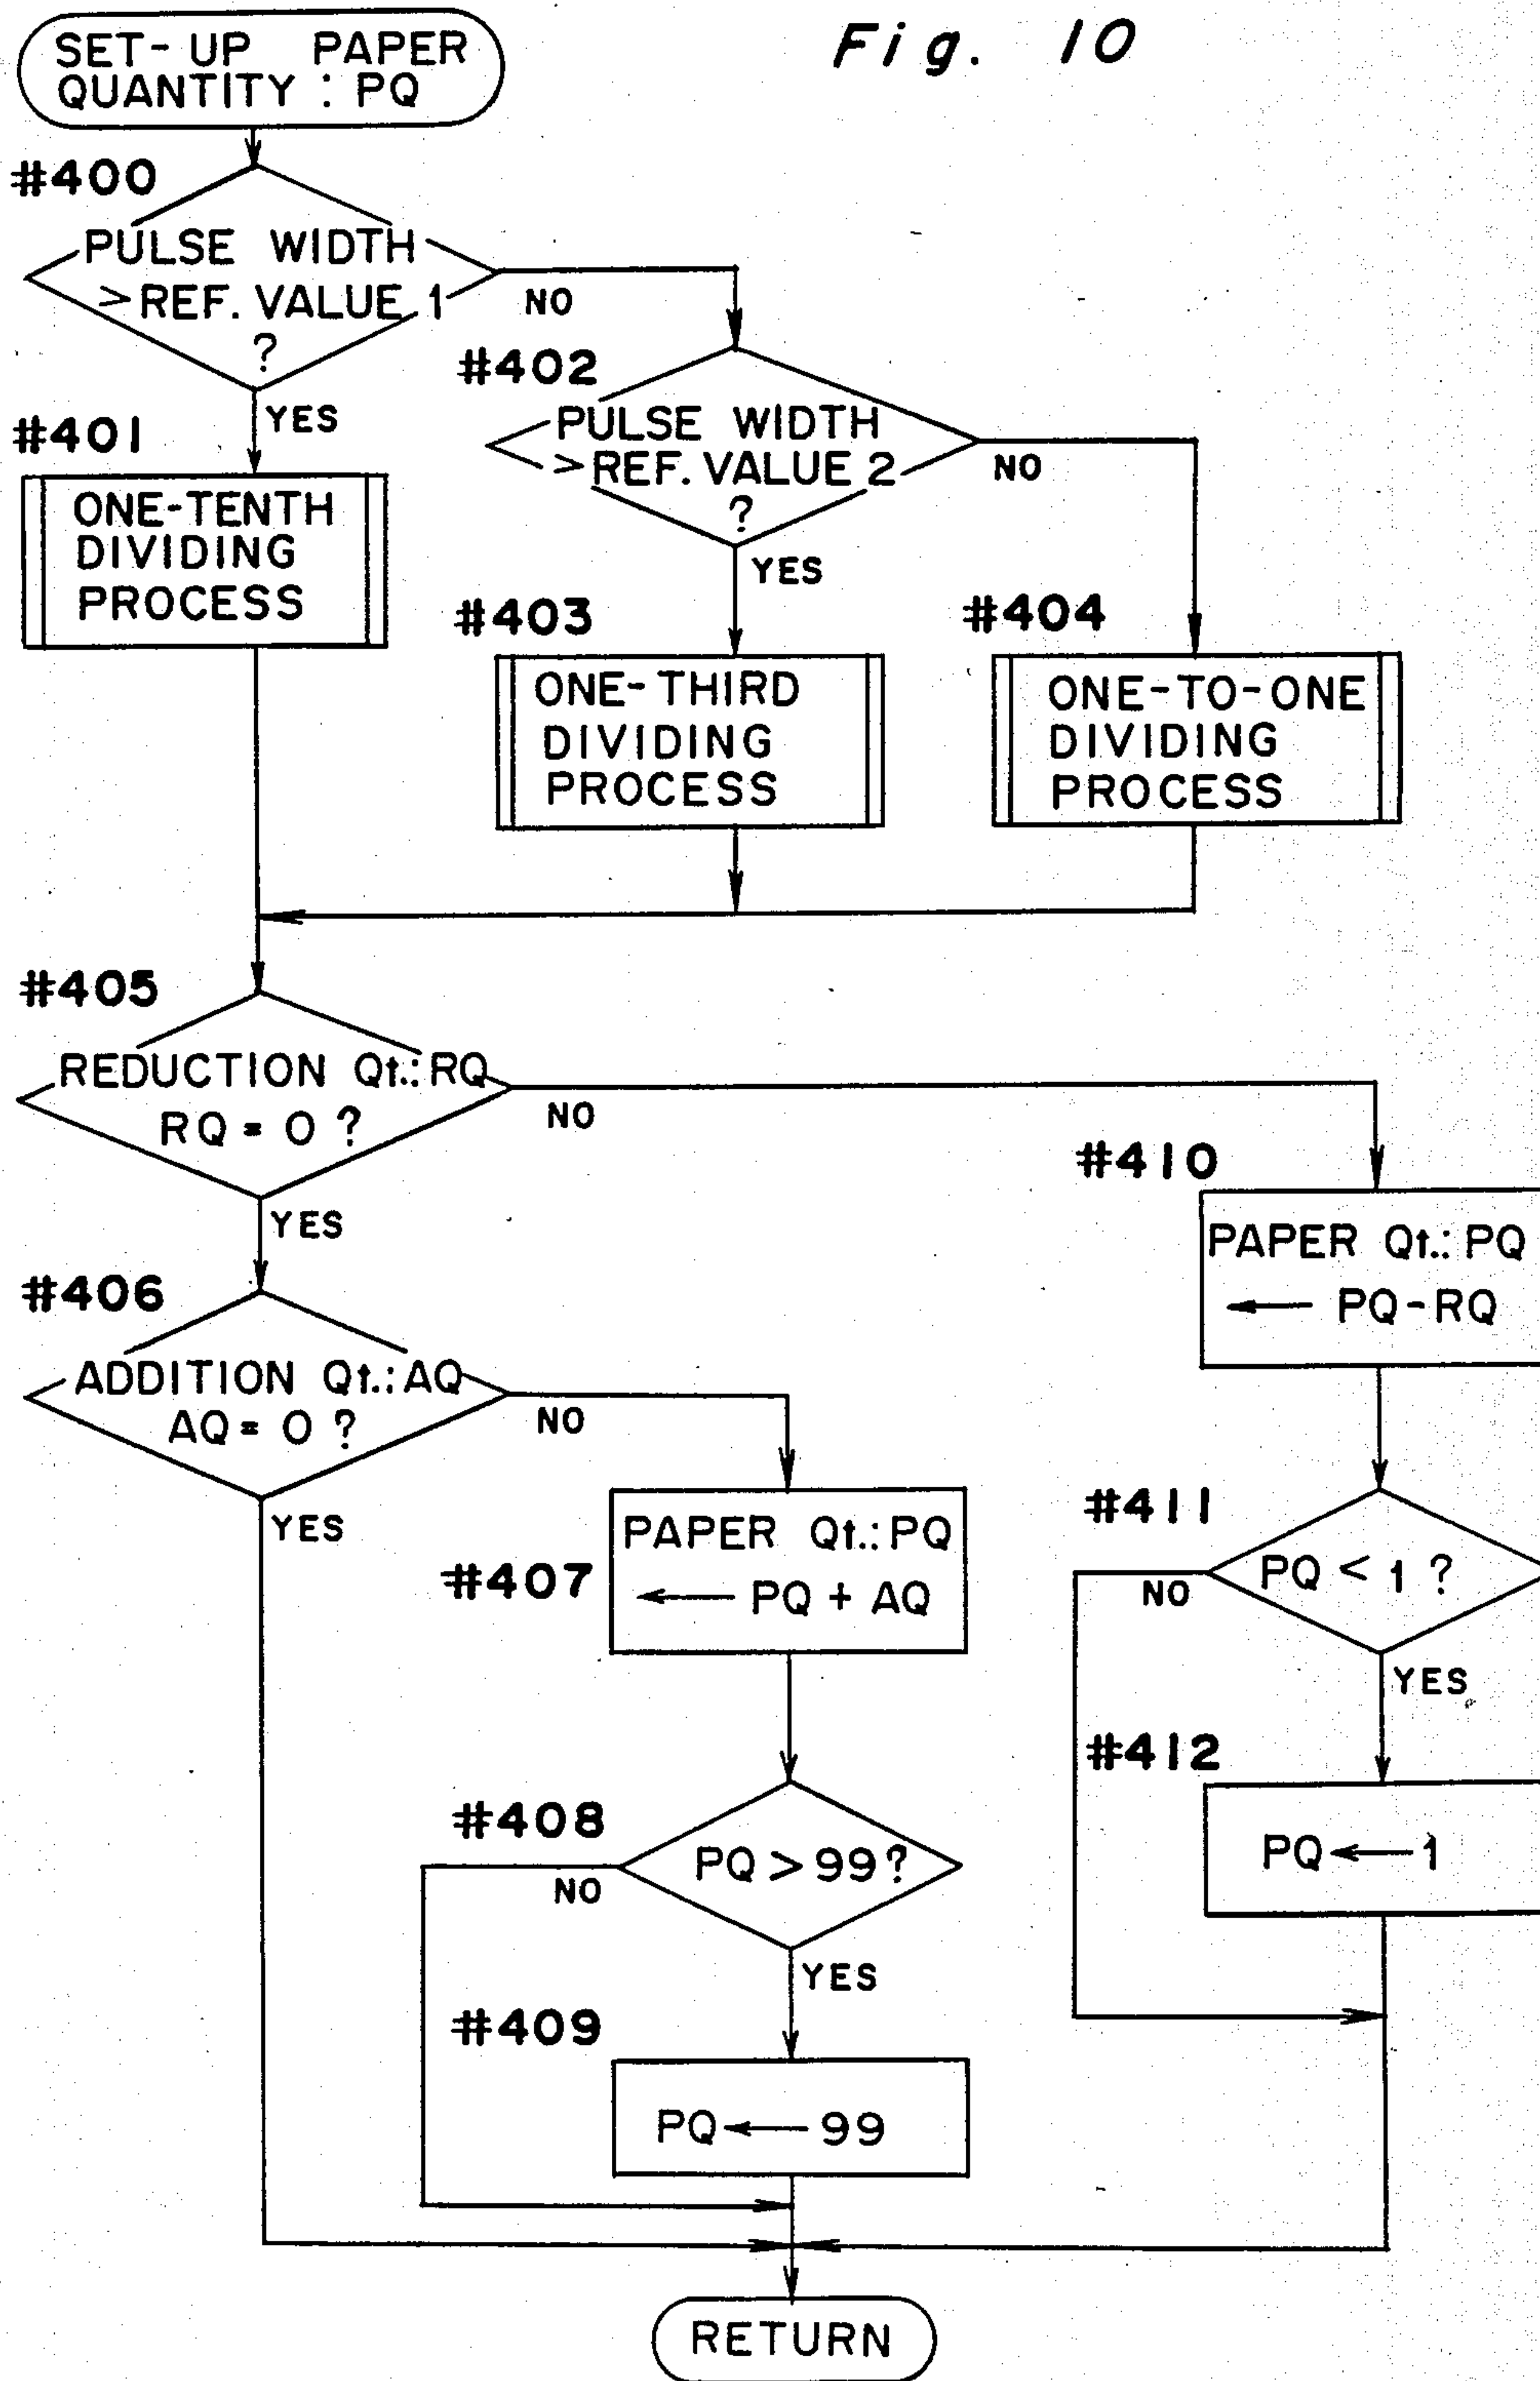 Fig. 10
SET-UP PAPER
QUANTITY : PQ
#400
PULSE WIDTH
> REF. VALUE 1
?
NO
YES
#402
PULSE WIDTH
> REF. VALUE 2
?
NO
YES
#401
ONE-TENTH
DIVIDING
PROCESS
#403
ONE-THIRD
DIVIDING
PROCESS
#404
ONE-TO-ONE
DIVIDING
PROCESS
#405
REDUCTION Qt.: RQ
RQ = 0 ?
NO
YES
#410
PAPER Qt.: PQ
← PQ - RQ
#406
ADDITION Qt.: AQ
AQ = 0 ?
NO
YES
#407
PAPER Qt.: PQ
← PQ + AQ
#411
PQ < 1 ?
NO
YES
#412
PQ ← 1
#408
PQ > 99 ?
NO
YES
#409
PQ ← 99
RETURN